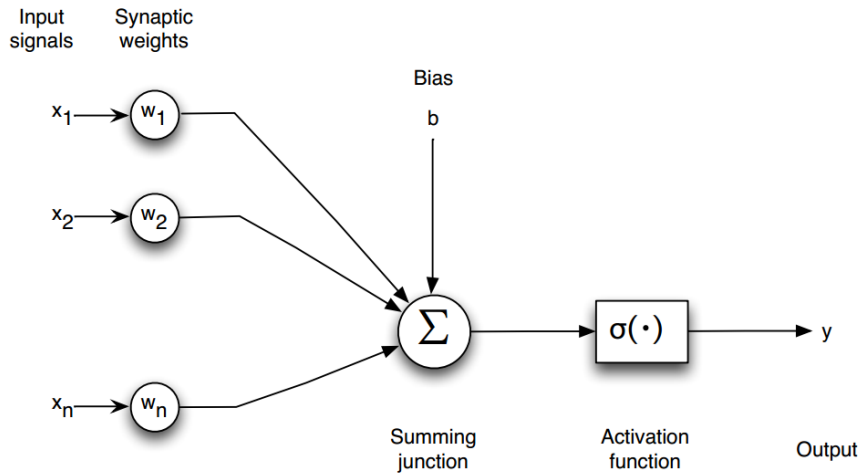 Input
signals
Synaptic
weights
Bias
b
x₁
w₁
x₂
w₂
Σ
σ(·)
y
xₙ
wₙ
Summing
junction
Activation
function
Output